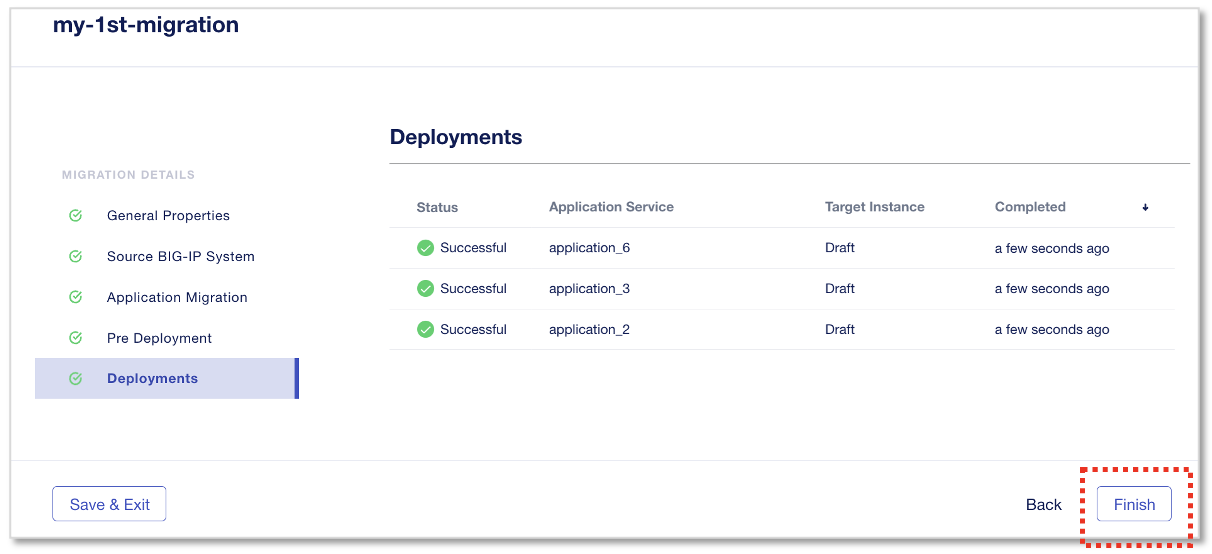 my-1st-migration
MIGRATION DETAILS
General Properties
Source BIG-IP System
Application Migration
Pre Deployment
Deployments
Deployments
Status Application Service Target Instance Completed
Successful application_6 Draft a few seconds ago
Successful application_3 Draft a few seconds ago
Successful application_2 Draft a few seconds ago
Save & Exit Back Finish